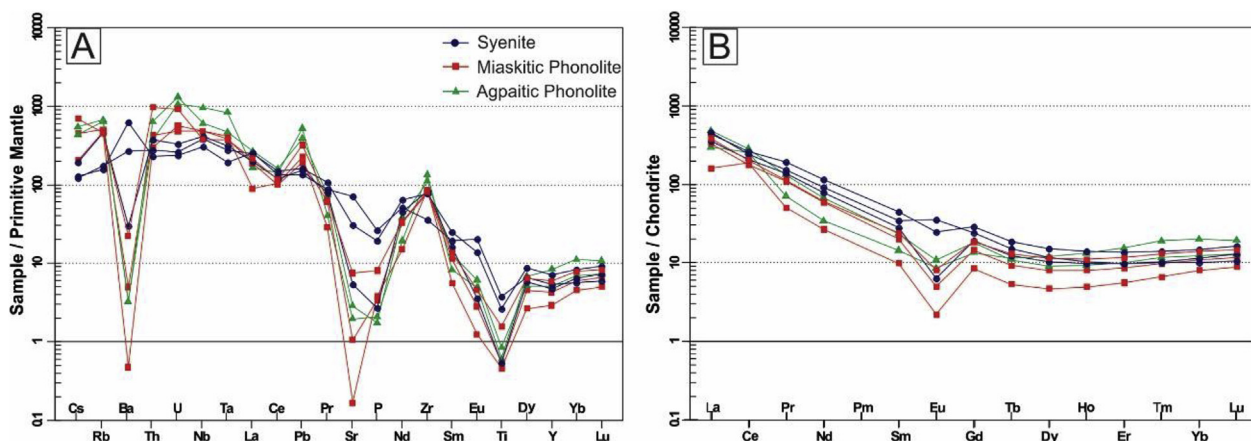 A
Syenite
Miaskitic Phonolite
Agpaitic Phonolite
Sample / Primitive Mantle
10000
1000
100
10
1
0.1
Cs Ba U Ta Ce Pr P Zr Eu Dy Yb
Rb Th Nb La Pb Sr Nd Sm Ti Y Lu
B
Sample / Chondrite
10000
1000
100
10
1
0.1
La Pr Pm Eu Tb Ho Tm Lu
Ce Nd Sm Gd Dy Er Yb